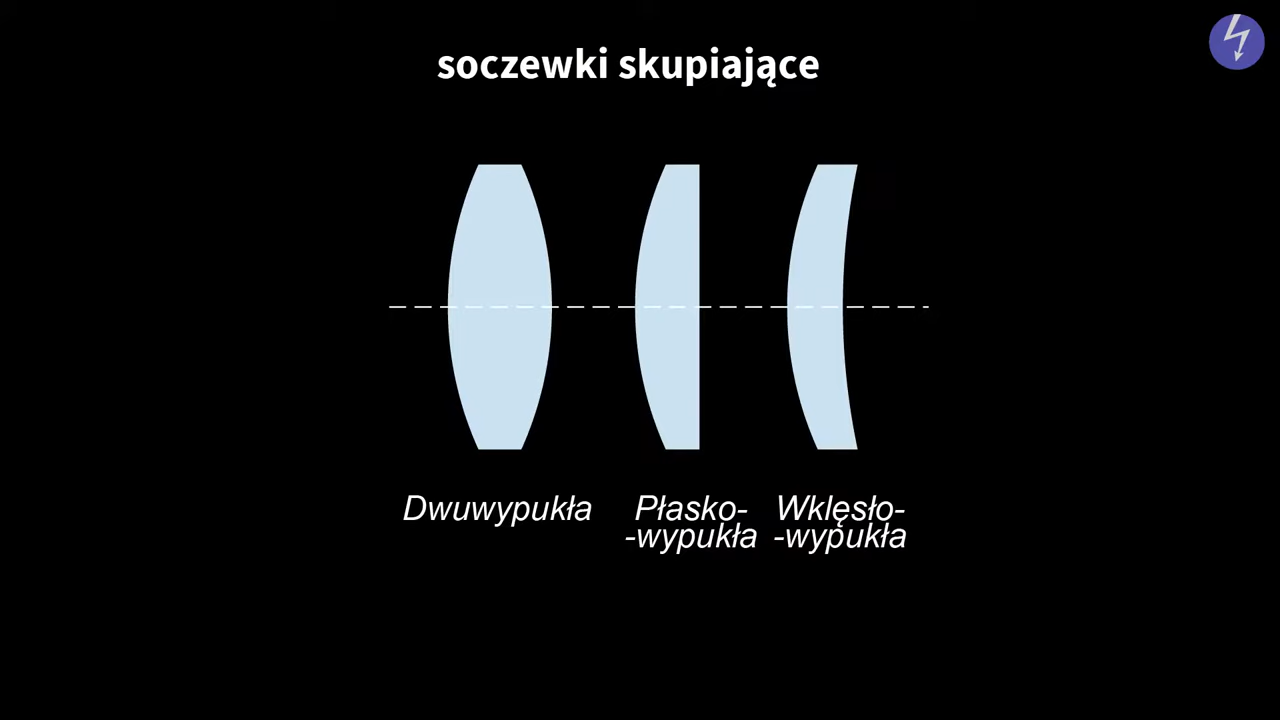 soczewki skupiające
Dwuwypukła
Płasko-
-wypukła
Wklęsło-
-wypukła